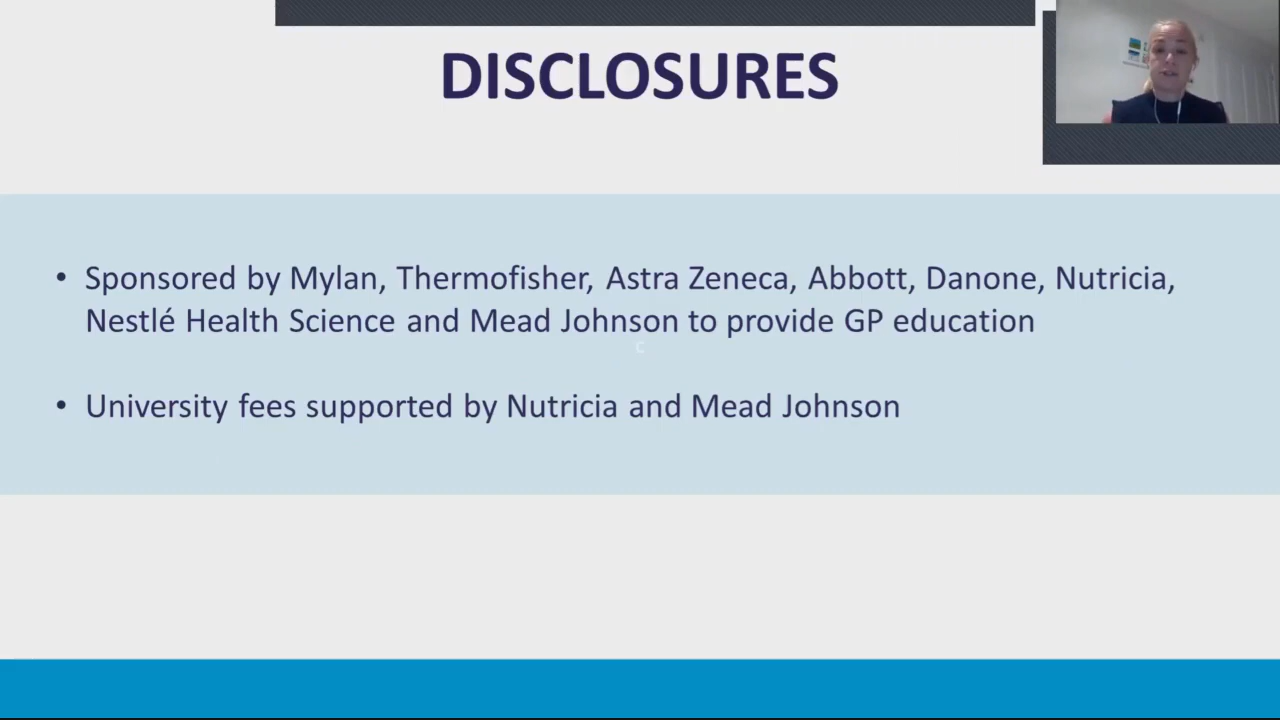 DISCLOSURES
• Sponsored by Mylan, Thermofisher, Astra Zeneca, Abbott, Danone, Nutricia,
Nestlé Health Science and Mead Johnson to provide GP education
c
• University fees supported by Nutricia and Mead Johnson